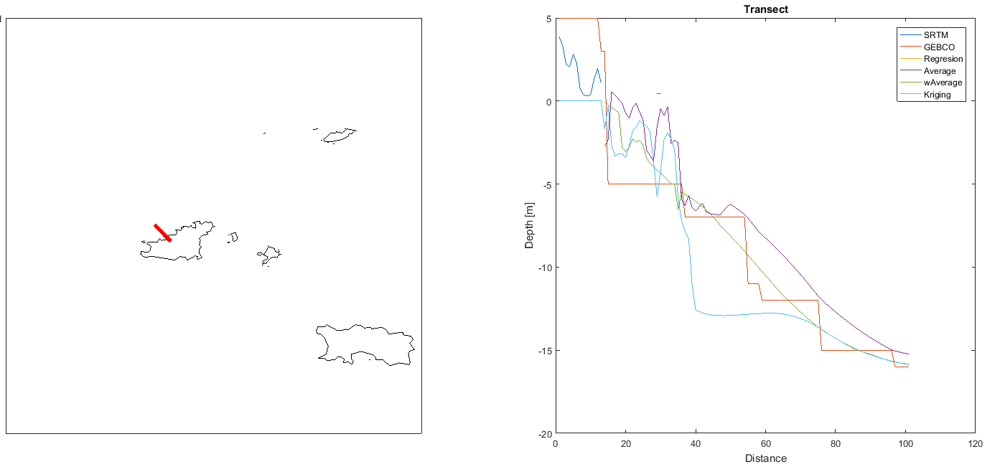 Transect
5
0
-5
-10
-15
-20
Depth [m]
0
20
40
60
80
100
120
Distance
SRTM
GEBCO
Regresion
Average
wAverage
Kriging